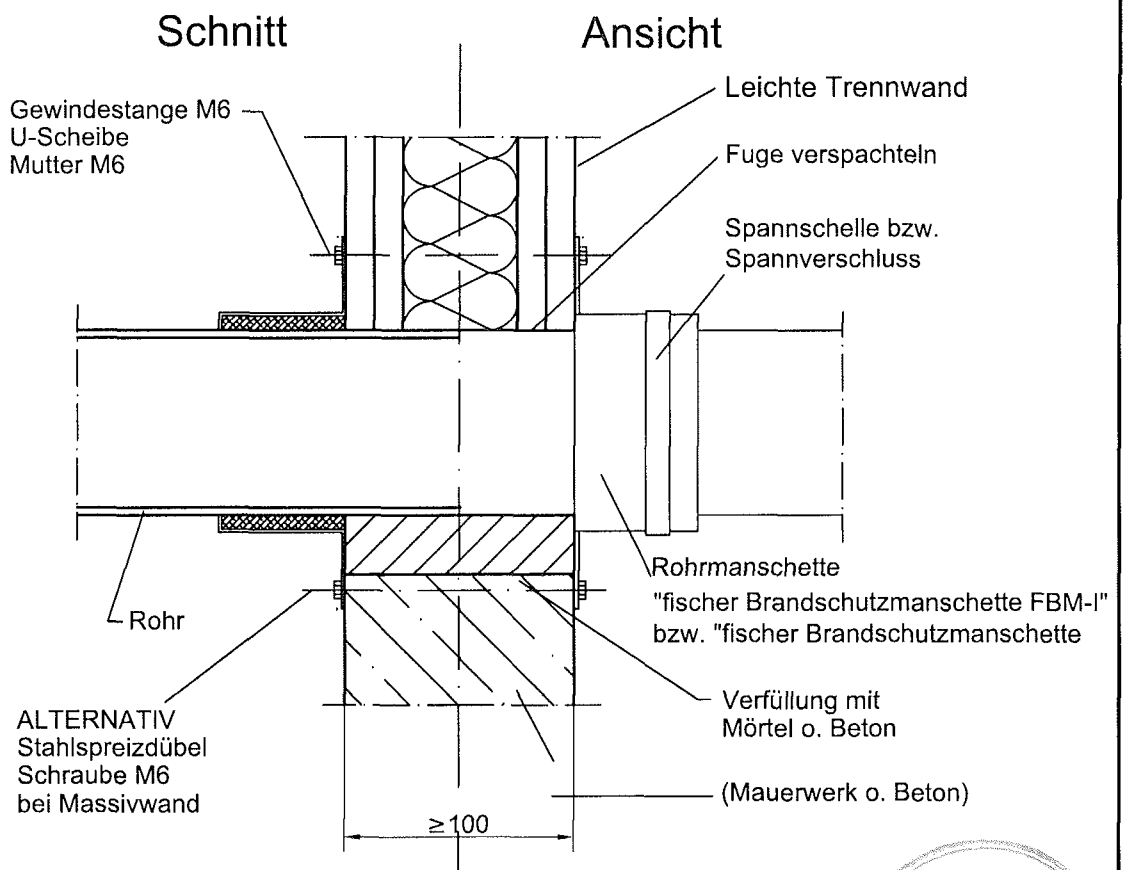 Schnitt
Ansicht
Gewindestange M6
U-Scheibe
Mutter M6
Leichte Trennwand
Fuge verspachteln
Spannschelle bzw.
Spannverschluss
Rohr
Rohrmanschette
"fischer Brandschutzmanschette FBM-I"
bzw. "fischer Brandschutzmanschette
ALTERNATIV
Stahlspreizdübel
Schraube M6
bei Massivwand
Verfüllung mit
Mörtel o. Beton
(Mauerwerk o. Beton)
≥100